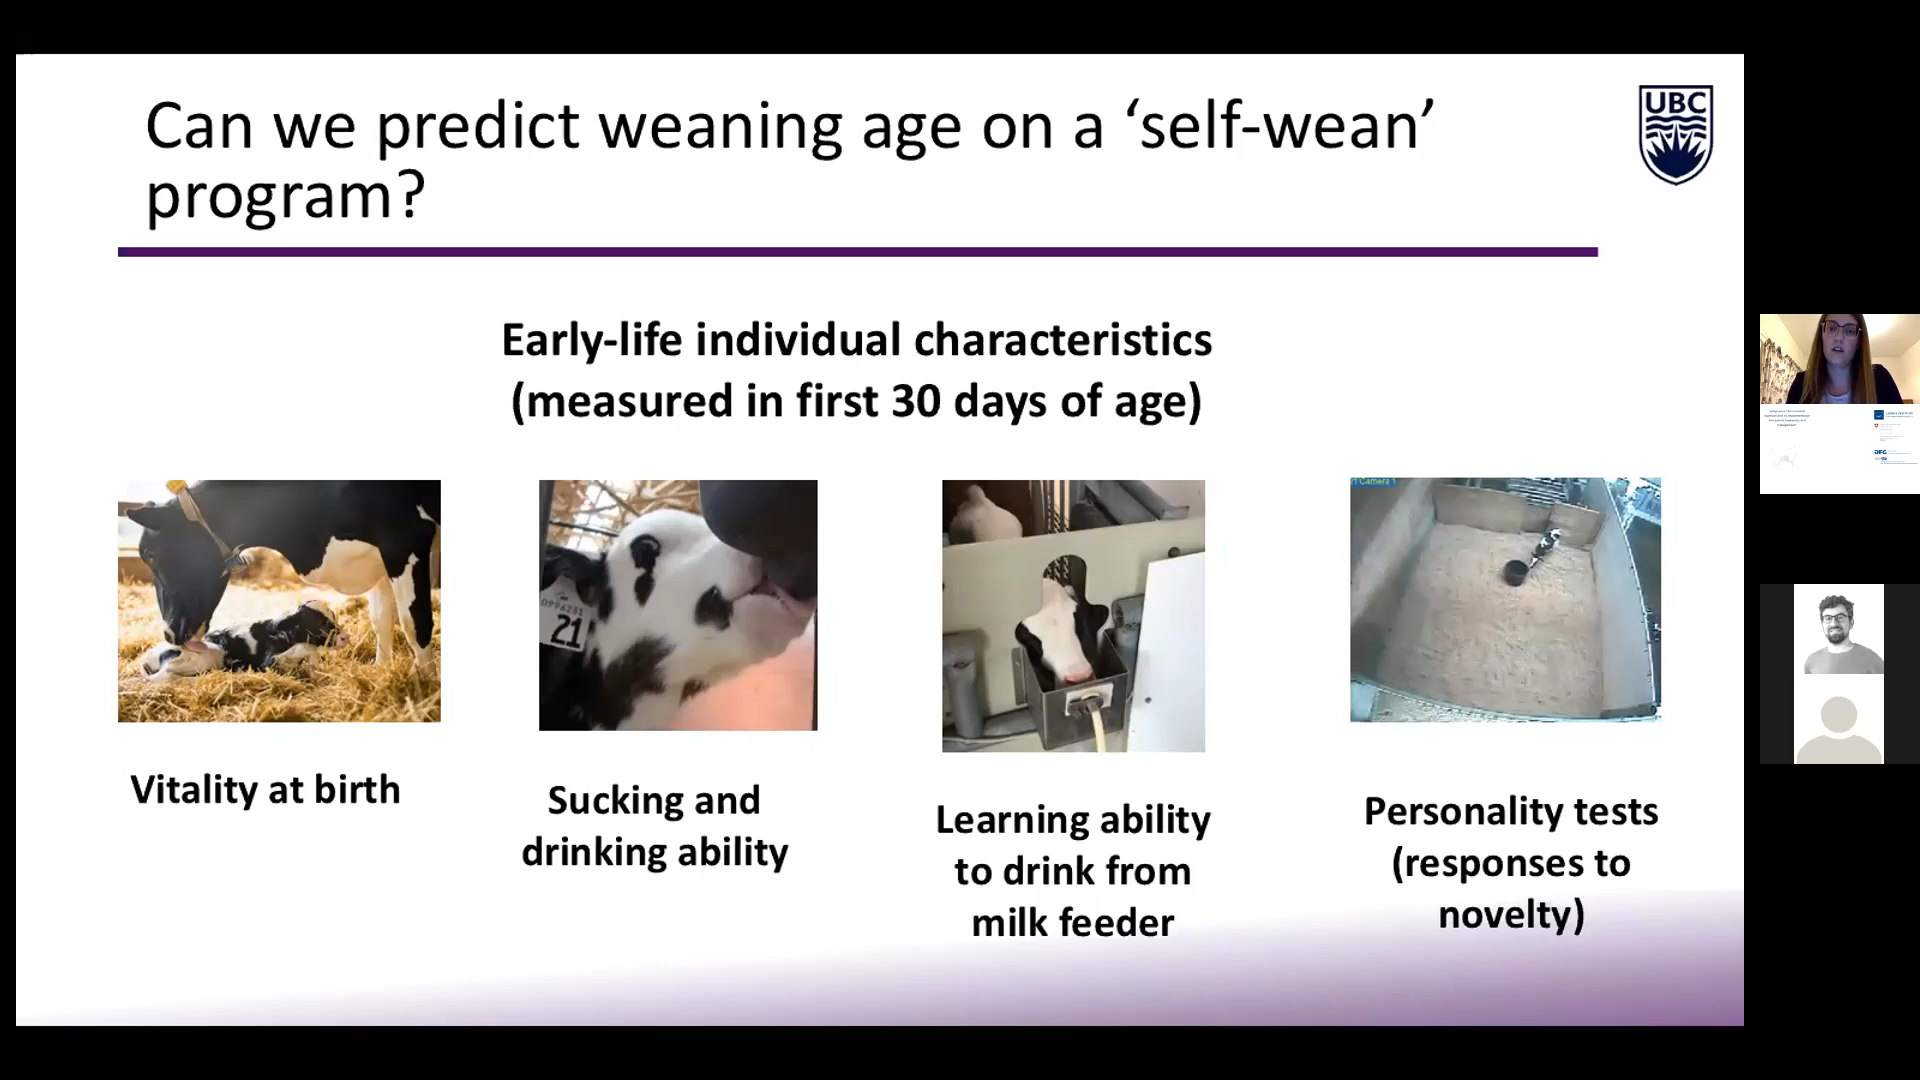 Can we predict weaning age on a ‘self-wean’
program?
UBC
Early-life individual characteristics
(measured in first 30 days of age)
21
Vitality at birth
Sucking and
drinking ability
Learning ability
to drink from
milk feeder
Personality tests
(responses to
novelty)
DFG